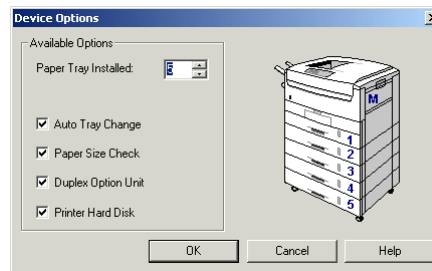 Device Options
Available Options
Paper Tray Installed: 5
Auto Tray Change
Paper Size Check
Duplex Option Unit
Printer Hard Disk
M
1
2
3
4
5
OK Cancel Help